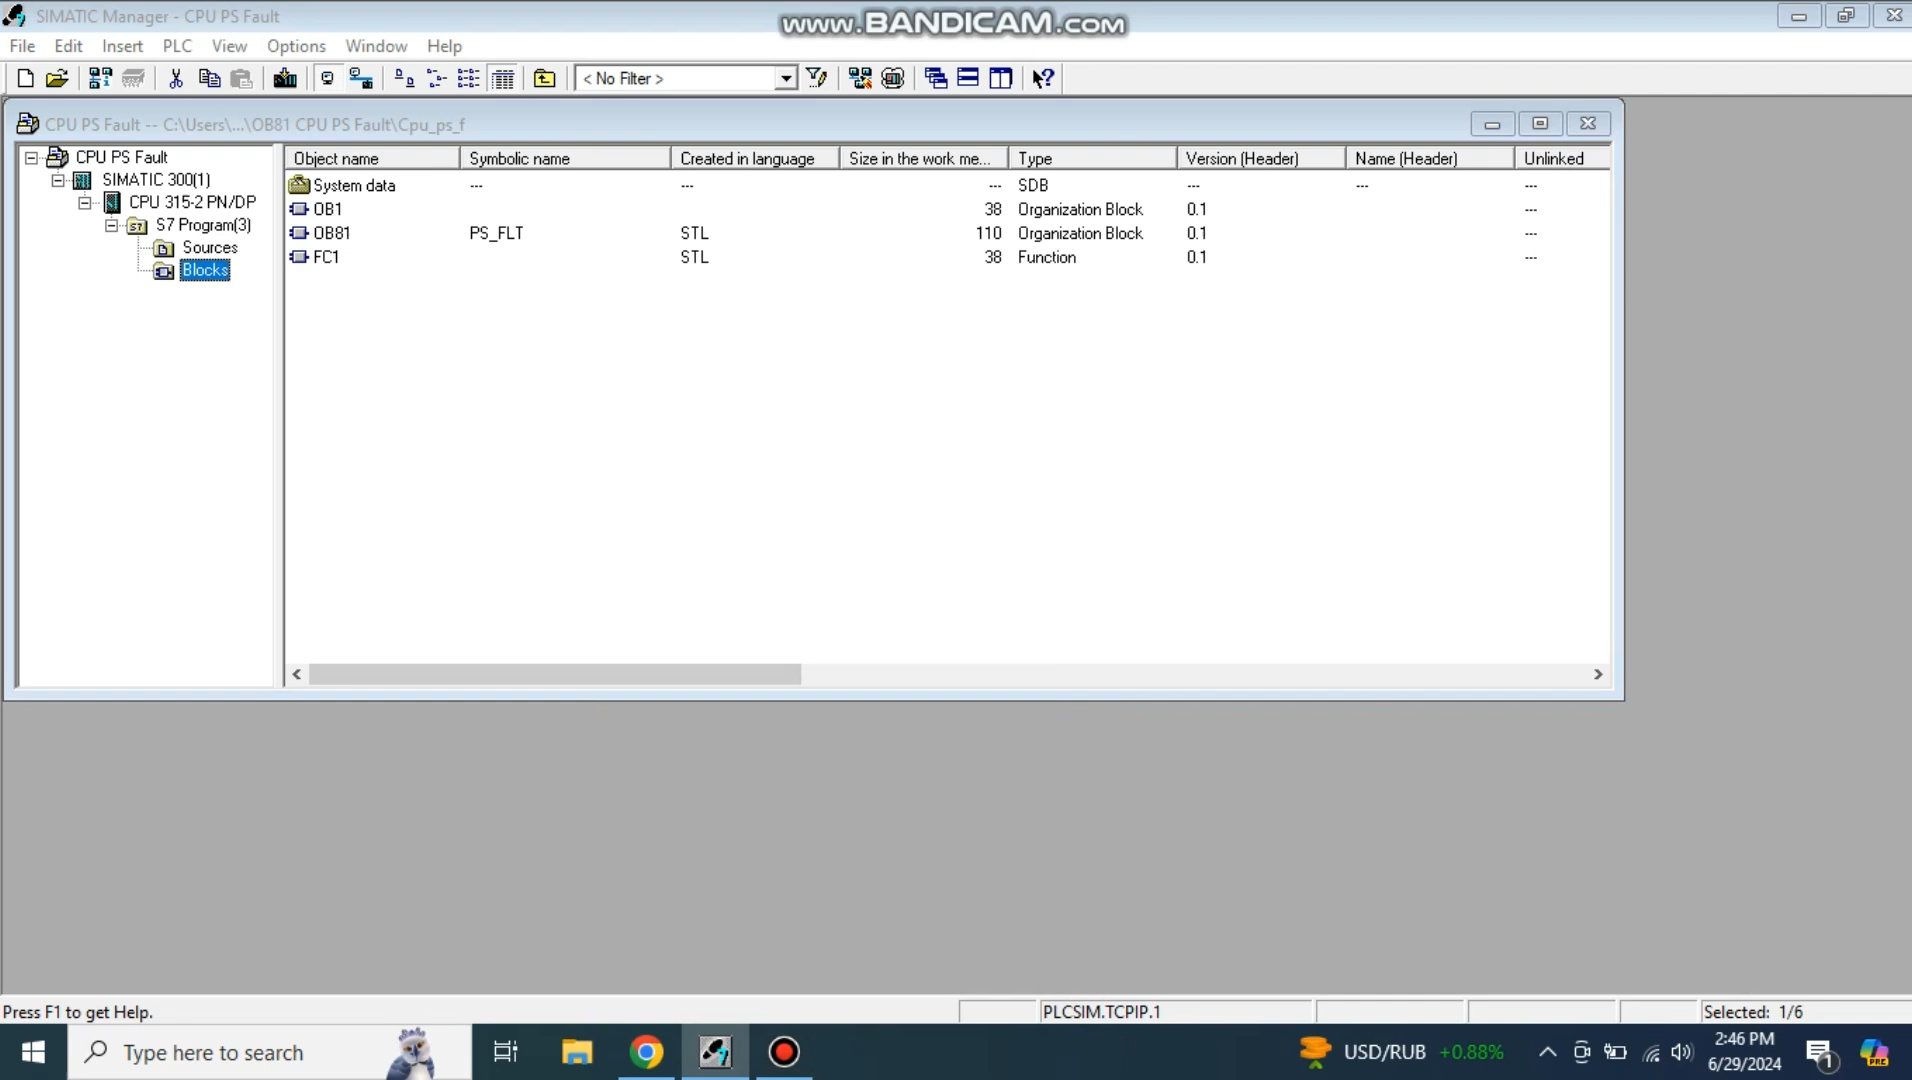 SIMATIC Manager - CPU PS Fault
www.BANDICAM.com
File Edit Insert PLC View Options Window Help
< No Filter >
CPU PS Fault -- C:\Users\...\OB81 CPU PS Fault\Cpu_ps_f
CPU PS Fault
SIMATIC 300(1)
CPU 315-2 PN/DP
S7 Program(3)
Sources
Blocks
Object name Symbolic name Created in language Size in the work me... Type Version (Header) Name (Header) Unlinked
System data --- --- --- SDB --- --- ---
OB1 38 Organization Block 0.1 ---
OB81 PS_FLT STL 110 Organization Block 0.1 ---
FC1 STL 38 Function 0.1 ---
Press F1 to get Help. PLCSIM.TCPIP.1 Selected: 1/6
Type here to search
USD/RUB +0.88%
2:46 PM
6/29/2024
1
PRE